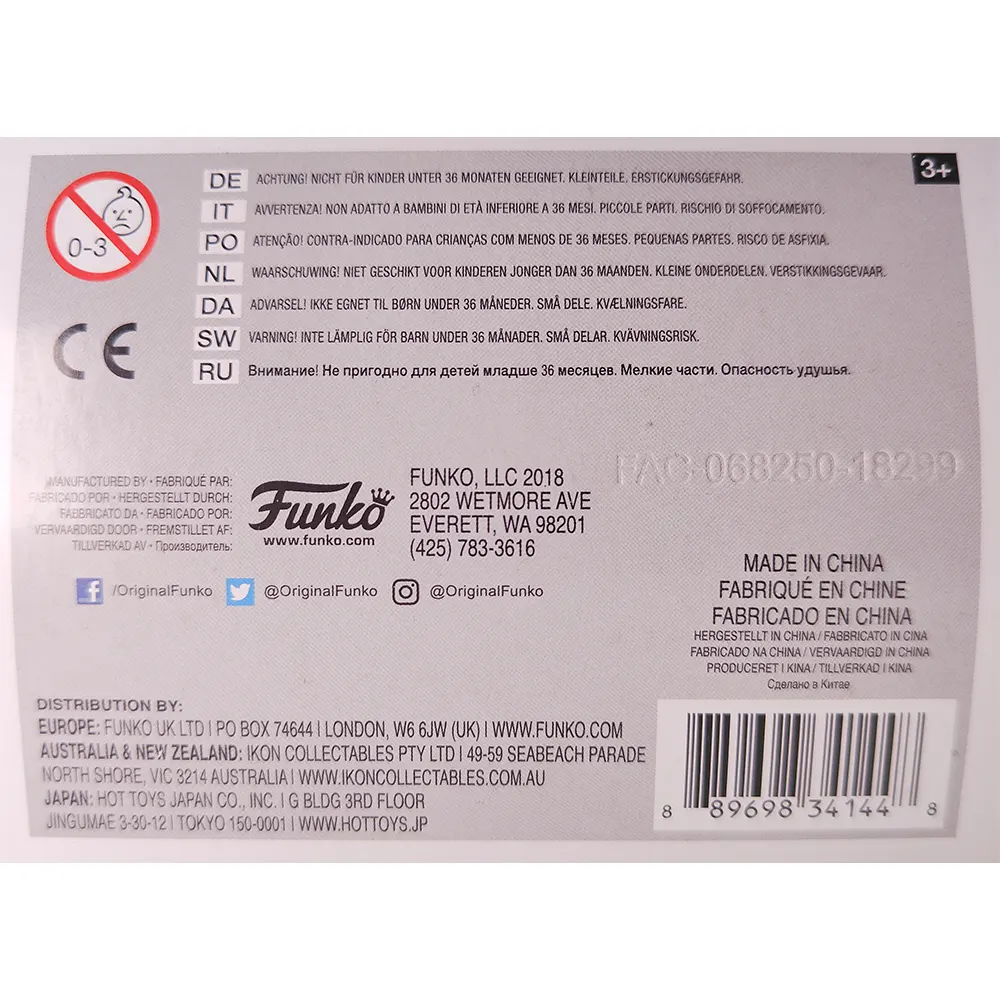 3+
0-3
DE ACHTUNG! NICHT FÜR KINDER UNTER 36 MONATEN GEEIGNET. KLEINTEILE. ERSTICKUNGSGEFAHR.
IT AVVERTENZA! NON ADATTO A BAMBINI DI ETÀ INFERIORE A 36 MESI. PICCOLE PARTI. RISCHIO DI SOFFOCAMENTO.
PO ATENÇÃO! CONTRA-INDICADO PARA CRIANÇAS COM MENOS DE 36 MESES. PEQUENAS PARTES. RISCO DE ASFIXIA.
NL WAARSCHUWING! NIET GESCHIKT VOOR KINDEREN JONGER DAN 36 MAANDEN. KLEINE ONDERDELEN. VERSTIKKINGSGEVAAR.
DA ADVARSEL! IKKE EGNET TIL BØRN UNDER 36 MÅNEDER. SMÅ DELE. KVÆLNINGSFARE.
SW VARNING! INTE LÄMPLIG FÖR BARN UNDER 36 MÅNADER. SMÅ DELAR. KVÄVNINGSRISK.
RU Внимание! Не пригодно для детей младше 36 месяцев. Мелкие части. Опасность удушья.
CE
FAC-068250-18299
MANUFACTURED BY • FABRIQUÉ PAR:
FABRICADO POR • HERGESTELLT DURCH:
FABBRICATO DA • FABRICADO POR:
VERVAARDIGD DOOR • FREMSTILLET AF:
TILLVERKAD AV • Производитель:
Funko
www.funko.com
FUNKO, LLC 2018
2802 WETMORE AVE
EVERETT, WA 98201
(425) 783-3616
/OriginalFunko @OriginalFunko @OriginalFunko
MADE IN CHINA
FABRIQUÉ EN CHINE
FABRICADO EN CHINA
HERGESTELLT IN CHINA / FABBRICATO IN CINA
FABRICADO NA CHINA / VERVAARDIGD IN CHINA
PRODUCERET I KINA / TILLVERKAD I KINA
Сделано в Китае
DISTRIBUTION BY:
EUROPE: FUNKO UK LTD | PO BOX 74644 | LONDON, W6 6JW (UK) | WWW.FUNKO.COM
AUSTRALIA & NEW ZEALAND: IKON COLLECTABLES PTY LTD | 49-59 SEABEACH PARADE
NORTH SHORE, VIC 3214 AUSTRALIA | WWW.IKONCOLLECTABLES.COM.AU
JAPAN: HOT TOYS JAPAN CO., INC. | G BLDG 3RD FLOOR
JINGUMAE 3-30-12 | TOKYO 150-0001 | WWW.HOTTOYS.JP
8 89698 34144 8